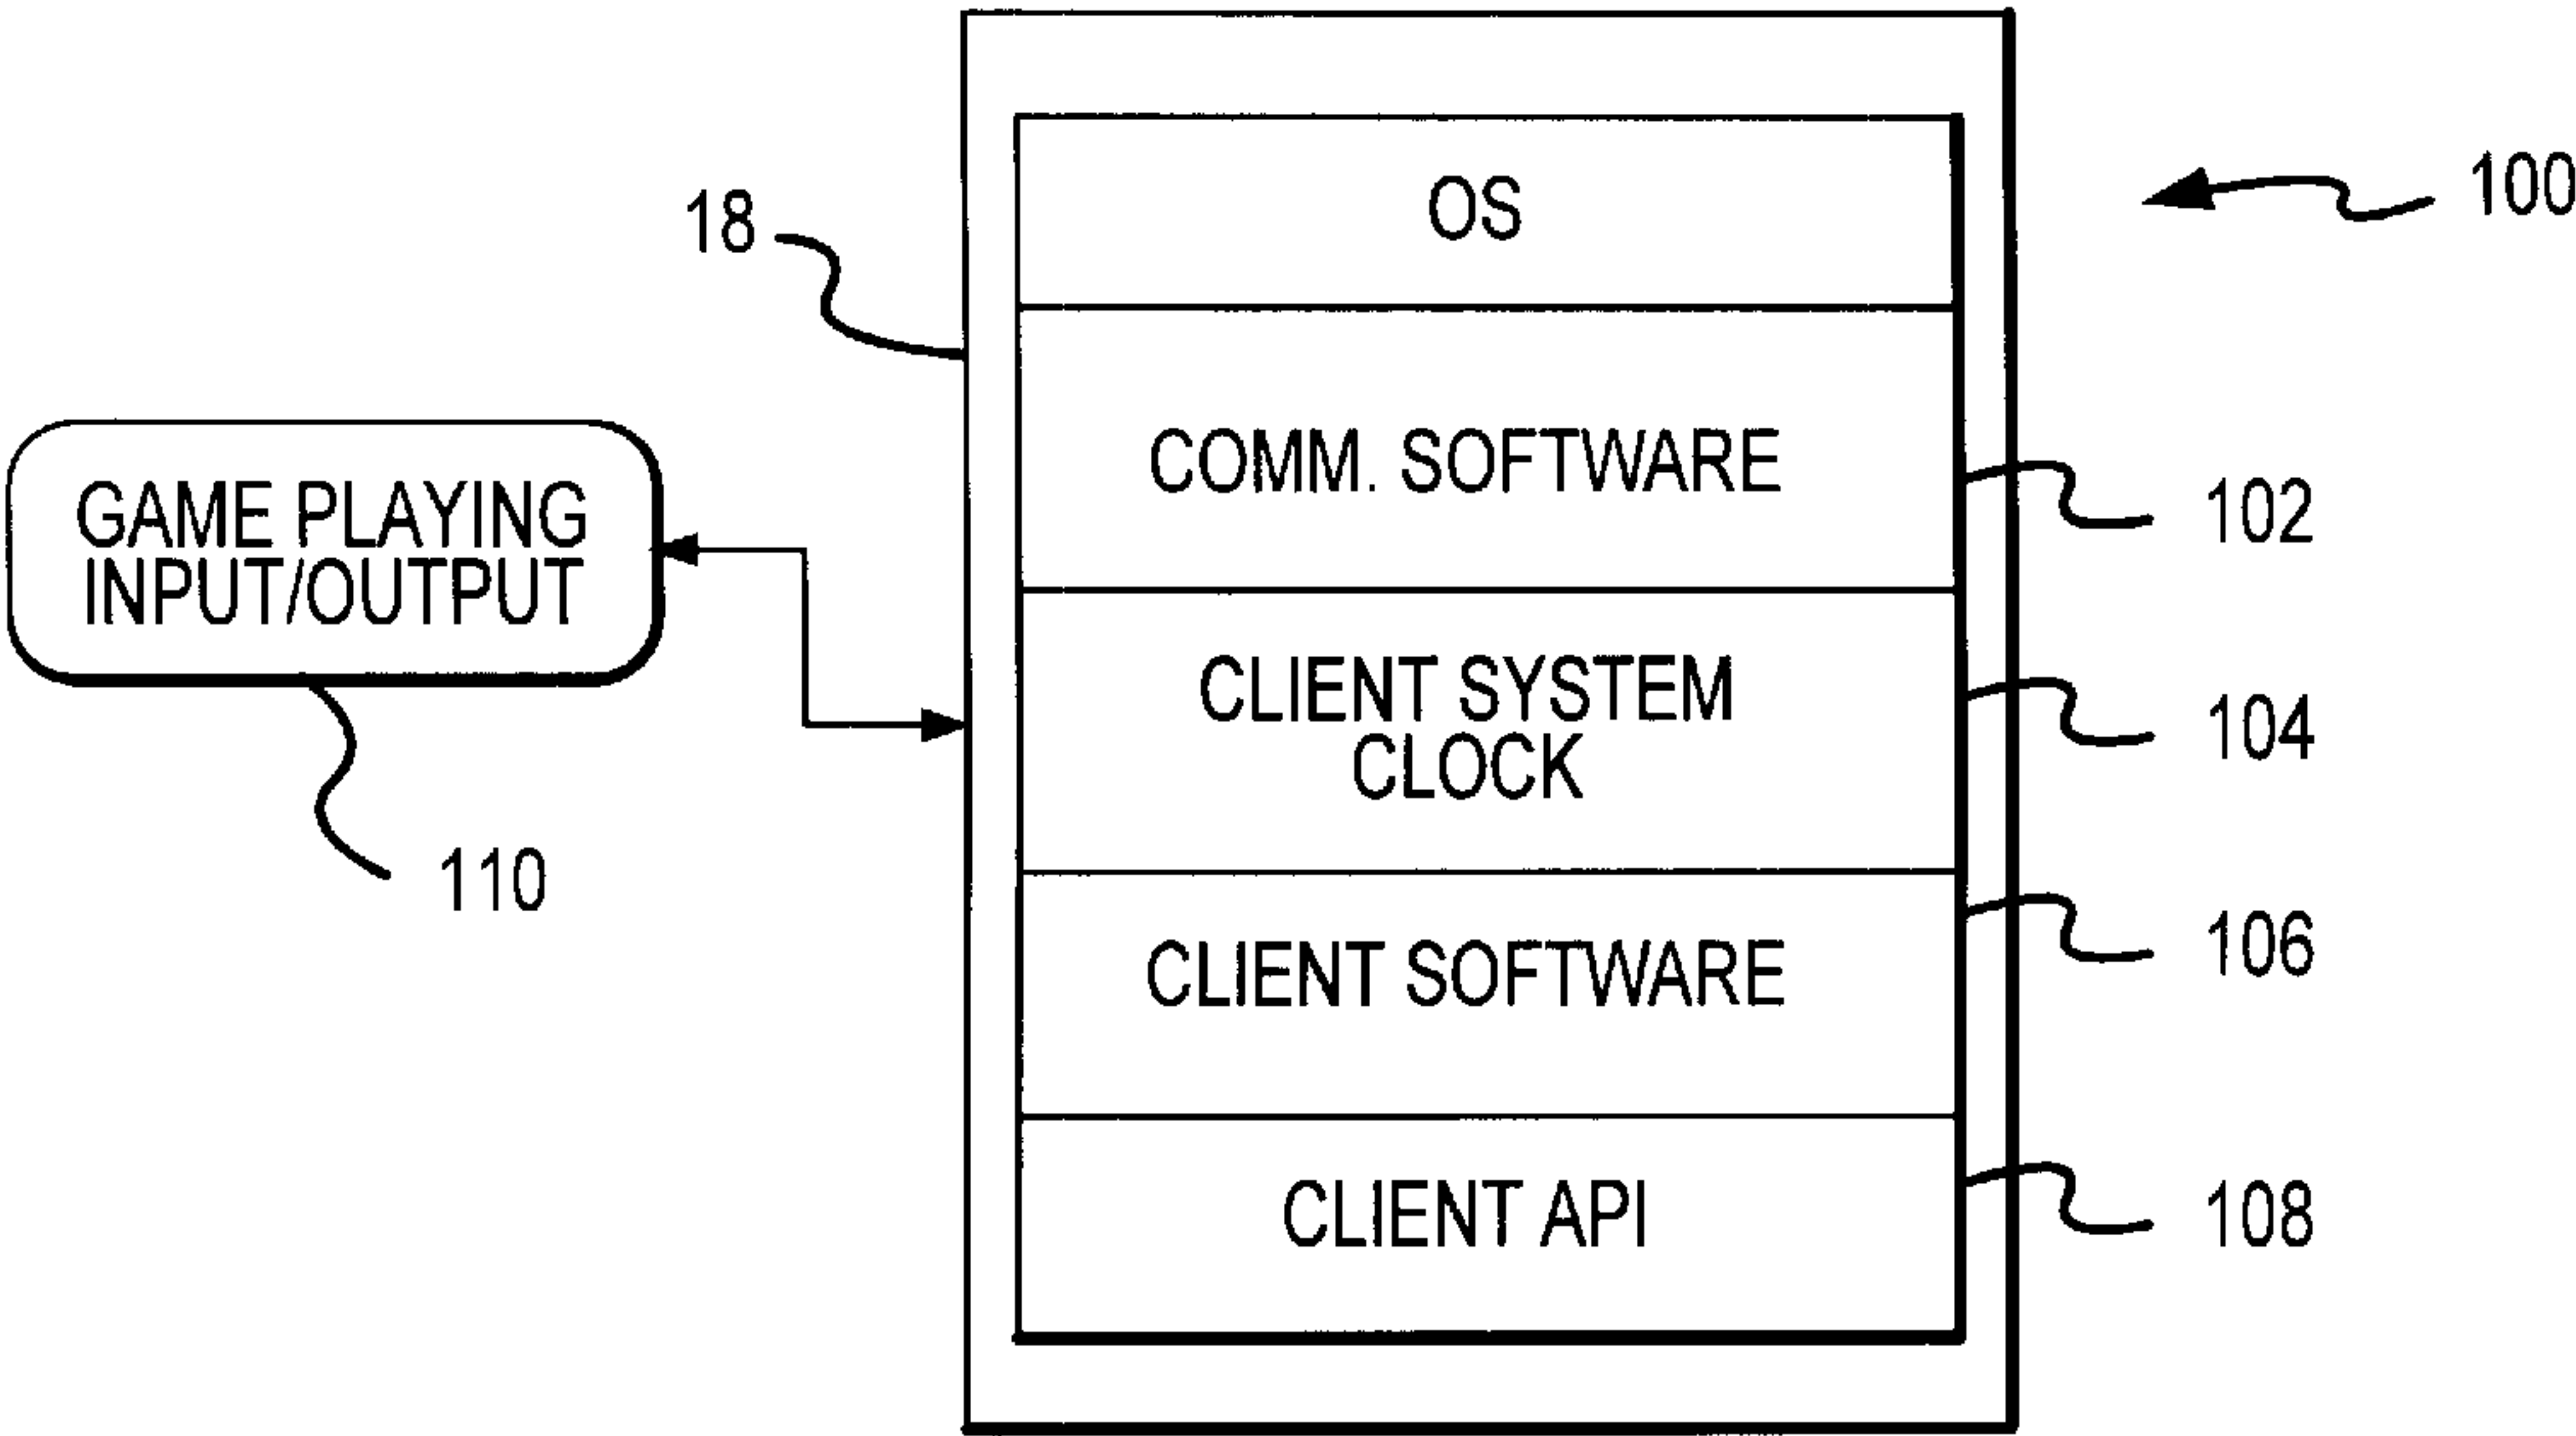 OS
100
18
COMM. SOFTWARE
102
GAME PLAYING
INPUT/OUTPUT
CLIENT SYSTEM
CLOCK
104
110
CLIENT SOFTWARE
106
CLIENT API
108